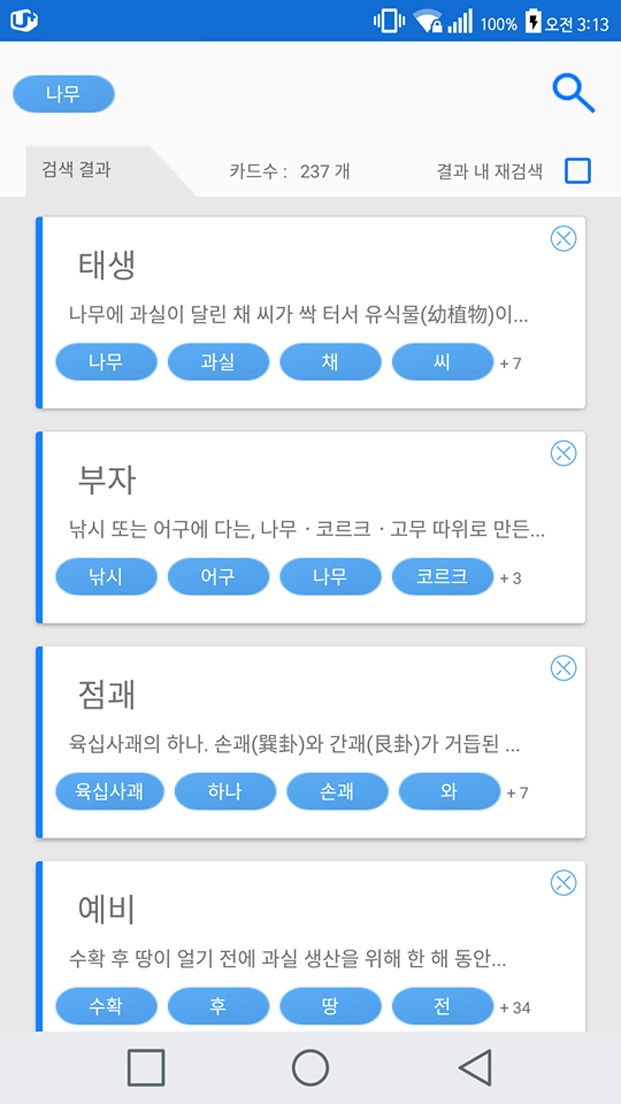 100% 오전 3:13
나무
검색 결과 카드수 : 237 개 결과 내 재검색
태생
나무에 과실이 달린 채 씨가 싹 터서 유식물(幼植物)이...
나무 과실 채 씨 + 7
부자
낚시 또는 어구에 다는, 나무 · 코르크 · 고무 따위로 만든...
낚시 어구 나무 코르크 + 3
점괘
육십사괘의 하나. 손괘(巽卦)와 간괘(艮卦)가 거듭된 ...
육십사괘 하나 손괘 와 + 7
예비
수확 후 땅이 얼기 전에 과실 생산을 위해 한 해 동안...
수확 후 땅 전 + 34